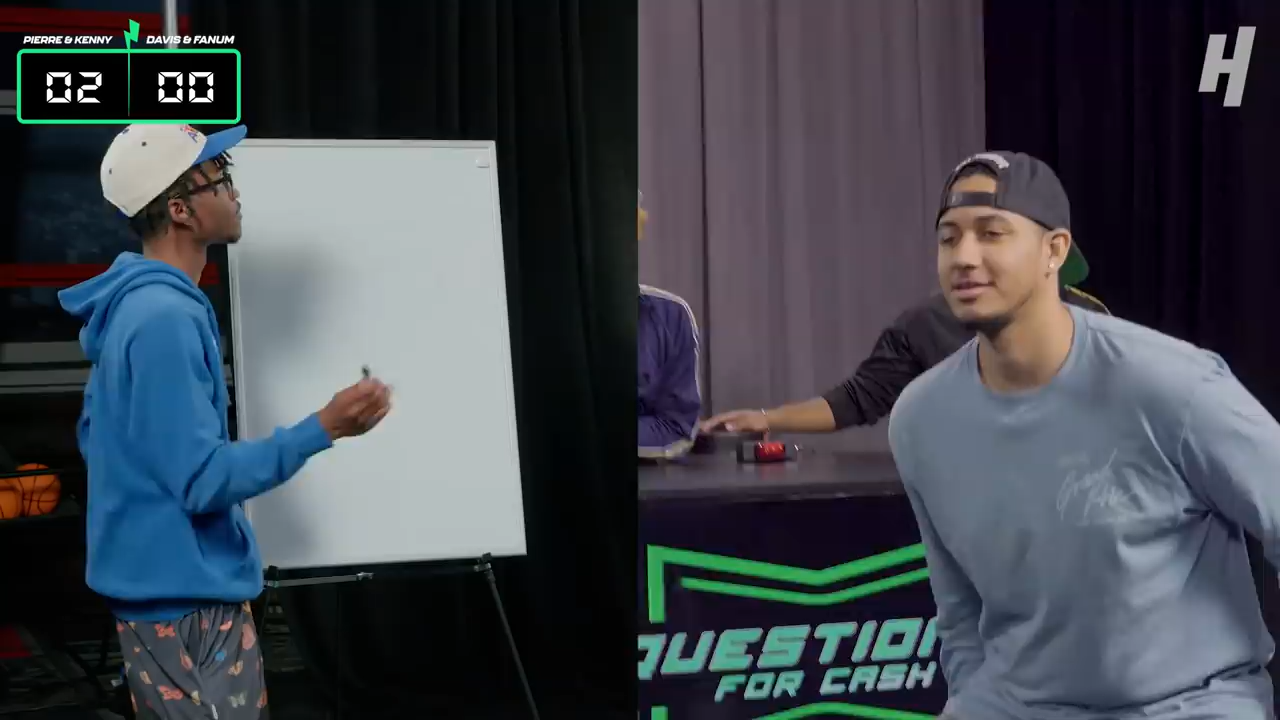 PIERRE & KENNY DAVIS & FANUM
02 00
H
QUESTION
FOR CASH